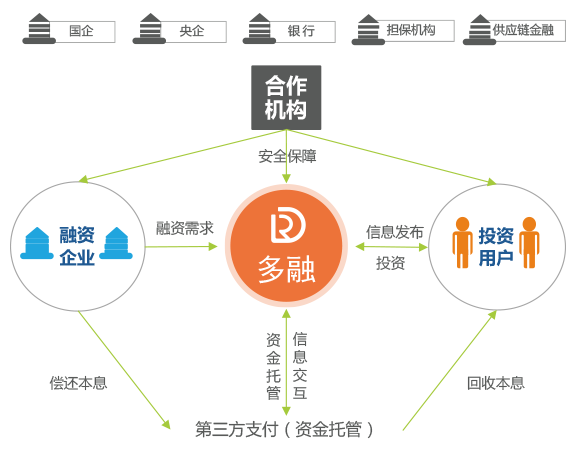 国企
央企
银行
担保机构
供应链金融
合作
机构
安全保障
融资
企业
融资需求
多融
信息发布
投资
投资
用户
资金托管
信息交互
偿还本息
回收本息
第三方支付（资金托管）